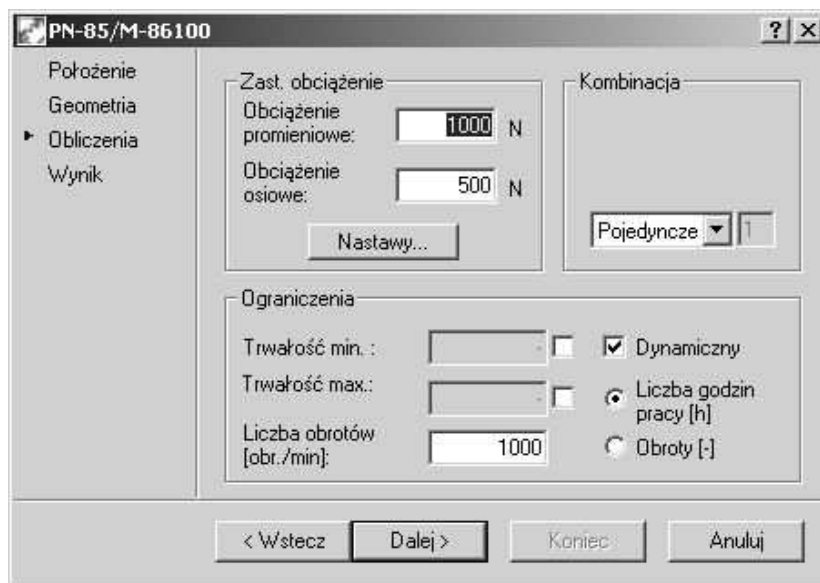 PN-85/M-86100
Położenie
Geometria
Obliczenia
Wynik
Zast. obciążenie
Obciążenie
promieniowe:
1000 N
Obciążenie
osiowe:
500 N
Nastawy...
Kombinacja
Pojedyncze 1
Ograniczenia
Trwałość min. : - Dynamiczny
Trwałość max.: - Liczba godzin
pracy [h]
Liczba obrotów
[obr./min]:
1000 Obroty [-]
< Wstecz Dalej > Koniec Anuluj